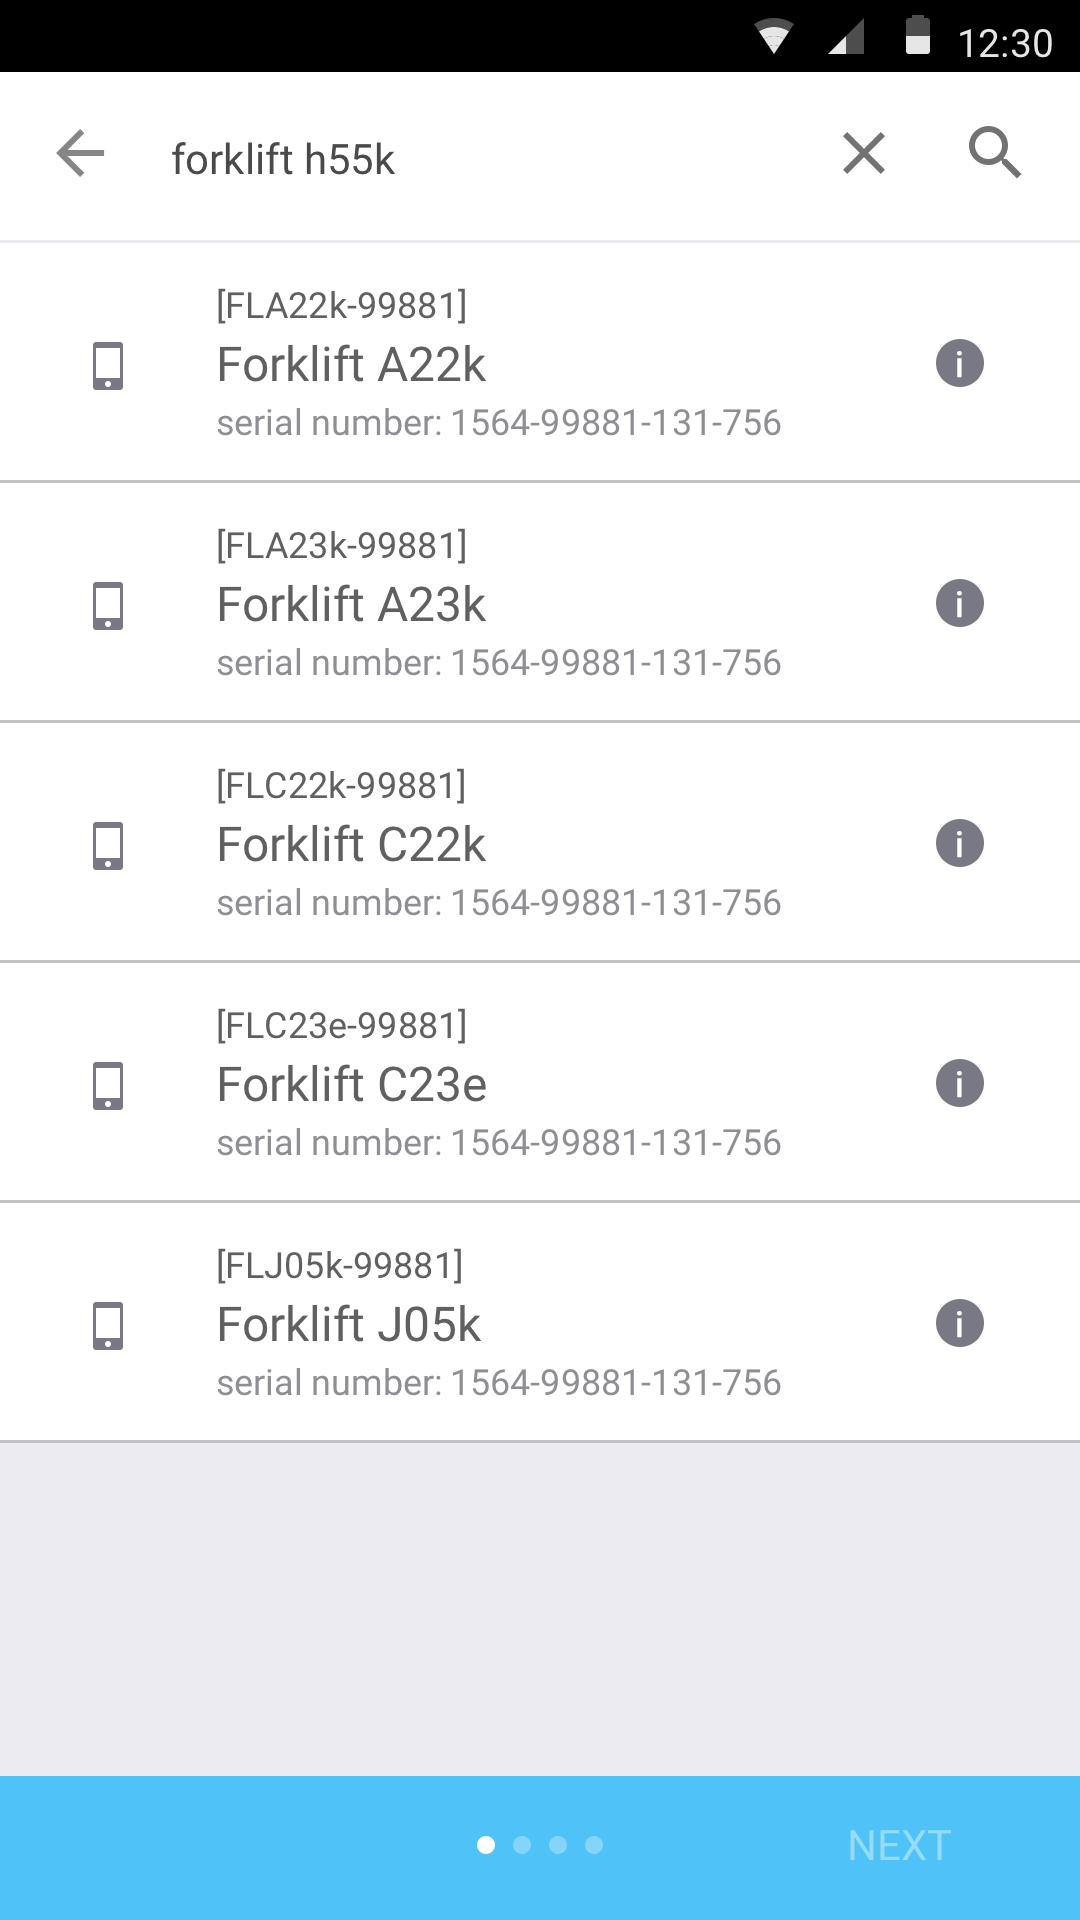 12:30
forklift h55k
[FLA22k-99881]
Forklift A22k
serial number: 1564-99881-131-756
[FLA23k-99881]
Forklift A23k
serial number: 1564-99881-131-756
[FLC22k-99881]
Forklift C22k
serial number: 1564-99881-131-756
[FLC23e-99881]
Forklift C23e
serial number: 1564-99881-131-756
[FLJ05k-99881]
Forklift J05k
serial number: 1564-99881-131-756
NEXT